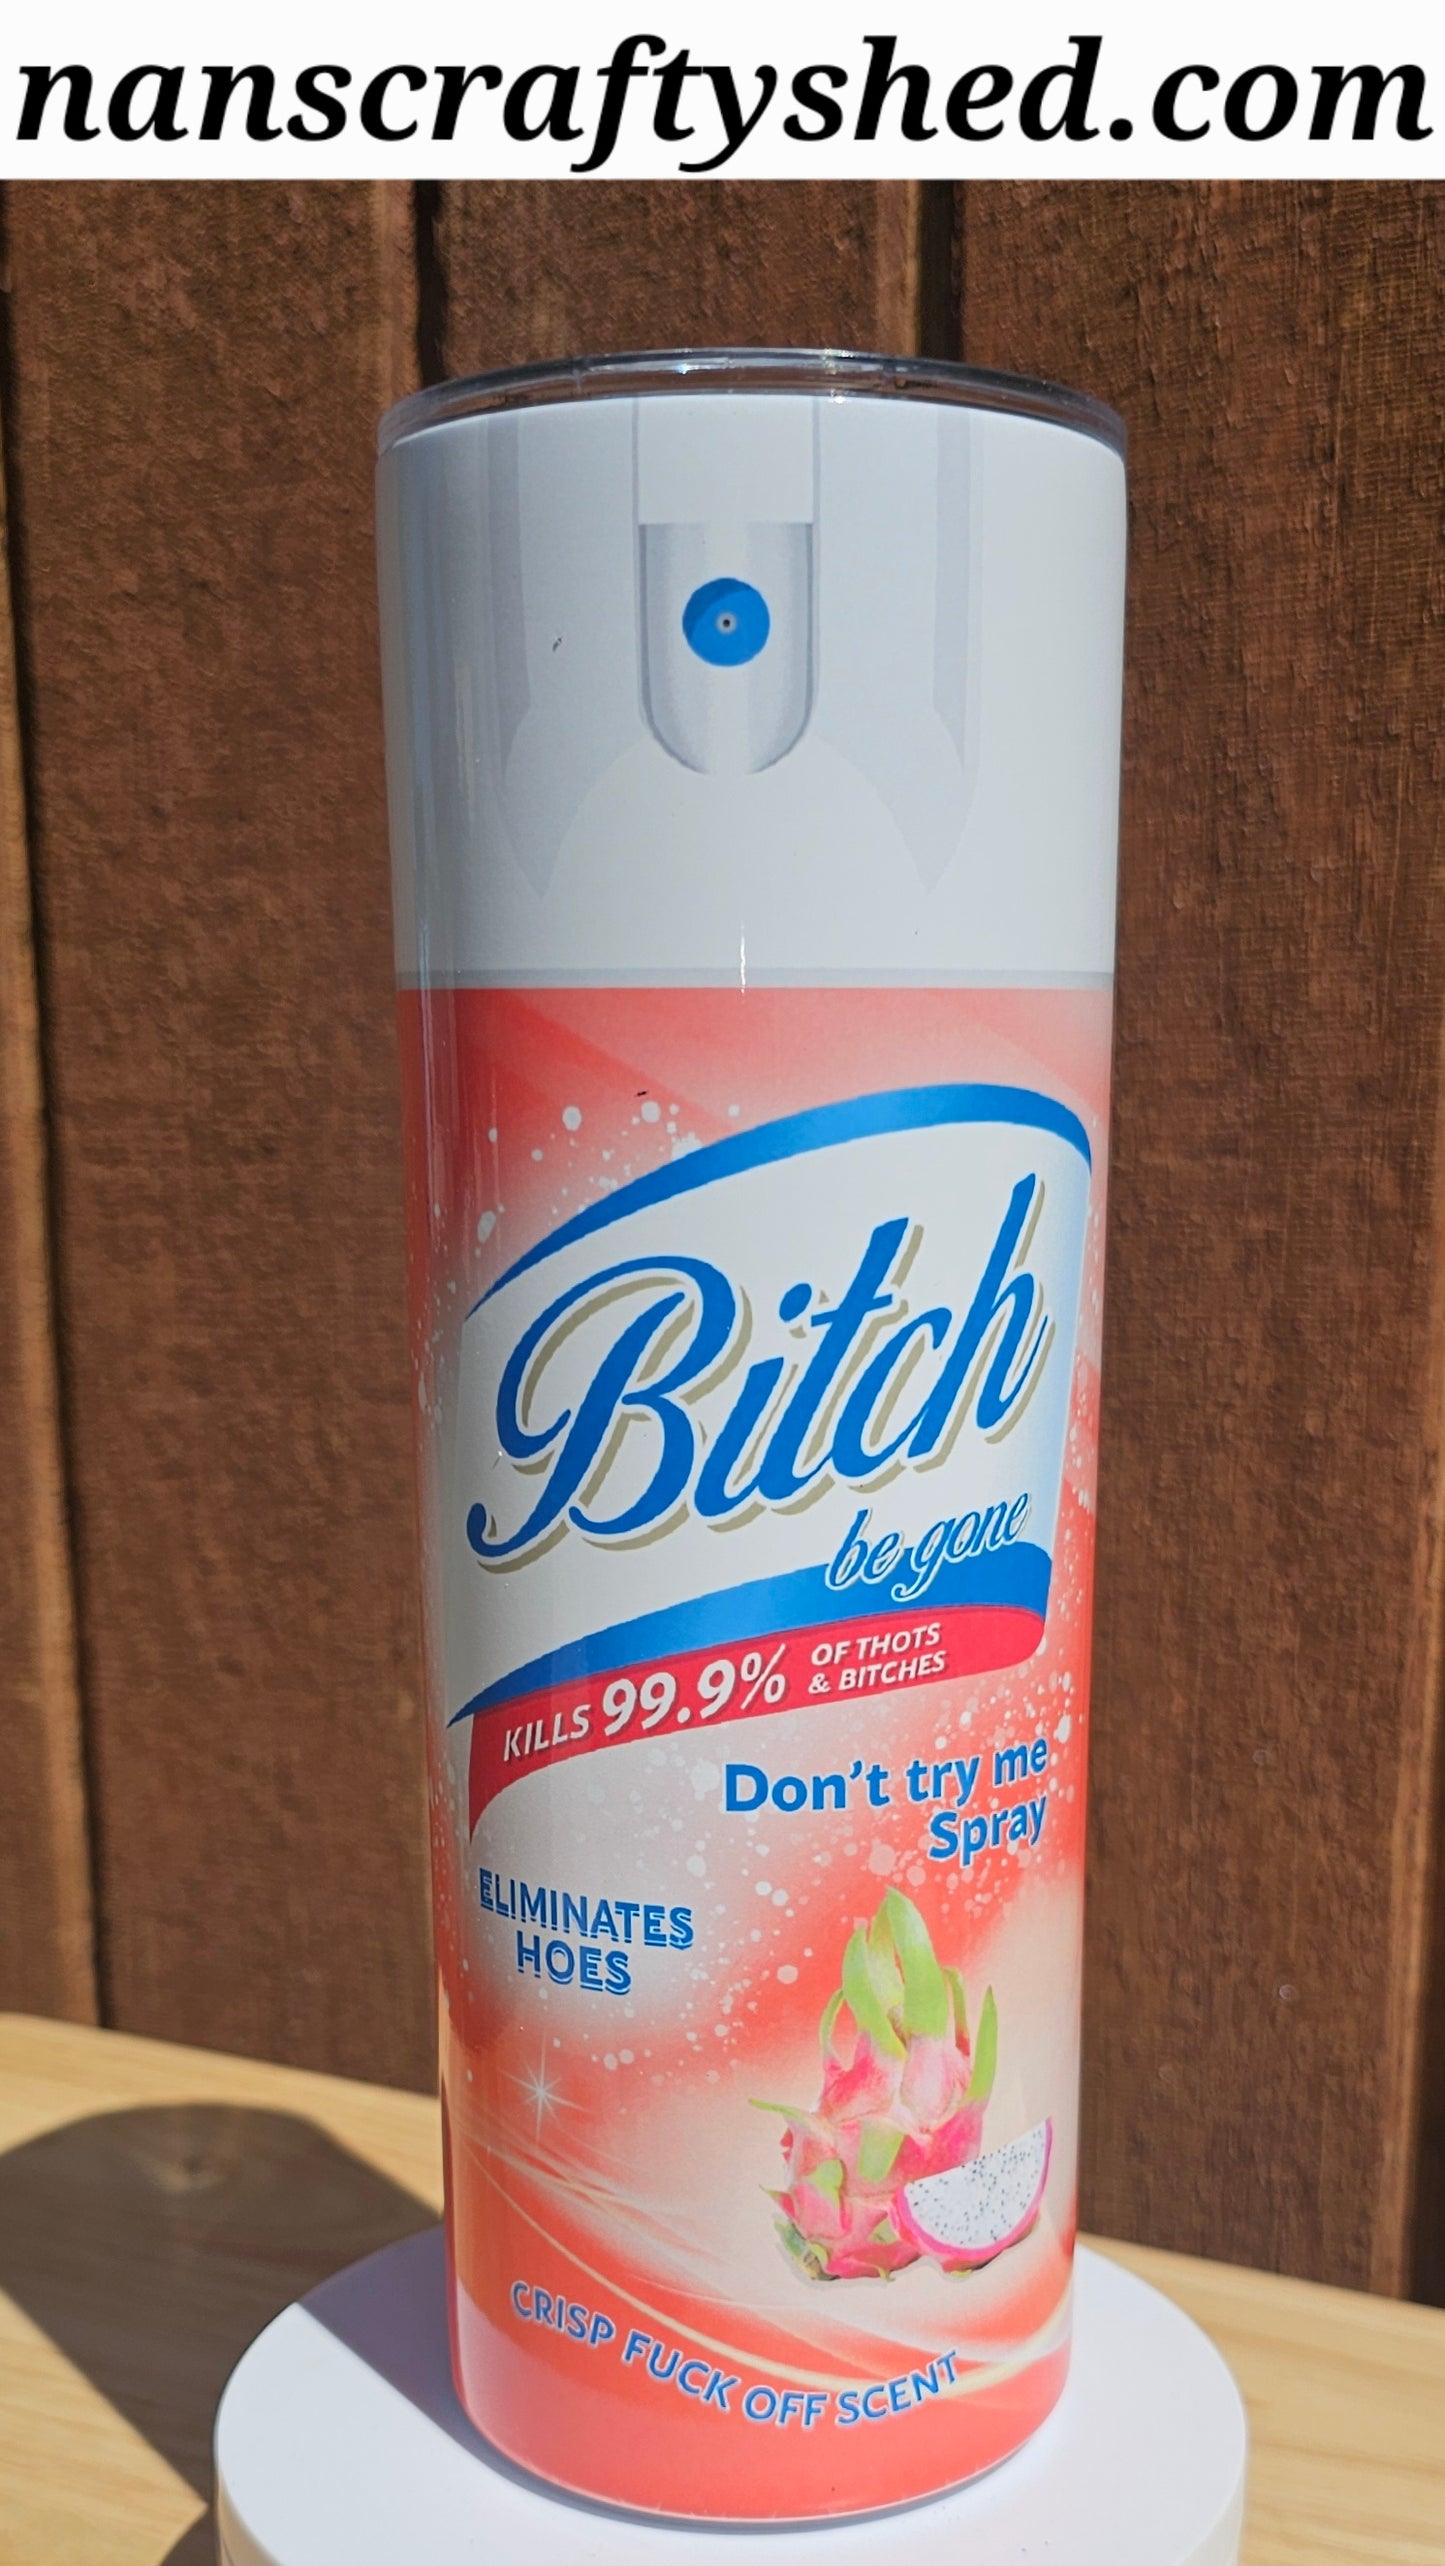 nanscraftyshed.com
Bitch
be gone
KILLS 99.9% OF THOTS
& BITCHES
Don't try me
Spray
ELIMINATES
HOES
CRISP FUCK OFF SCENT